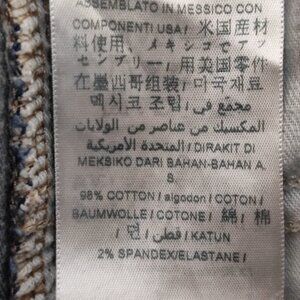 ASSEMBLATO IN MESSICO CON
COMPONENTI USA/ 米国産材
料使用、メキシコでアッ
センブリー/ 用美国零件
在墨西哥组装/ 미국재료
멕시코 조립/ مجمع في
المكسيك من عناصر من الولايات
المتحدة الأمريكية/ DIRAKIT DI
MEKSIKO DARI BAHAN-BAHAN A.
S.
98% COTTON / algodon / COTON /
BAUMWOLLE / COTONE / 綿 / 棉
/ 면 / قطن / KATUN
2% SPANDEX/ELASTANE /